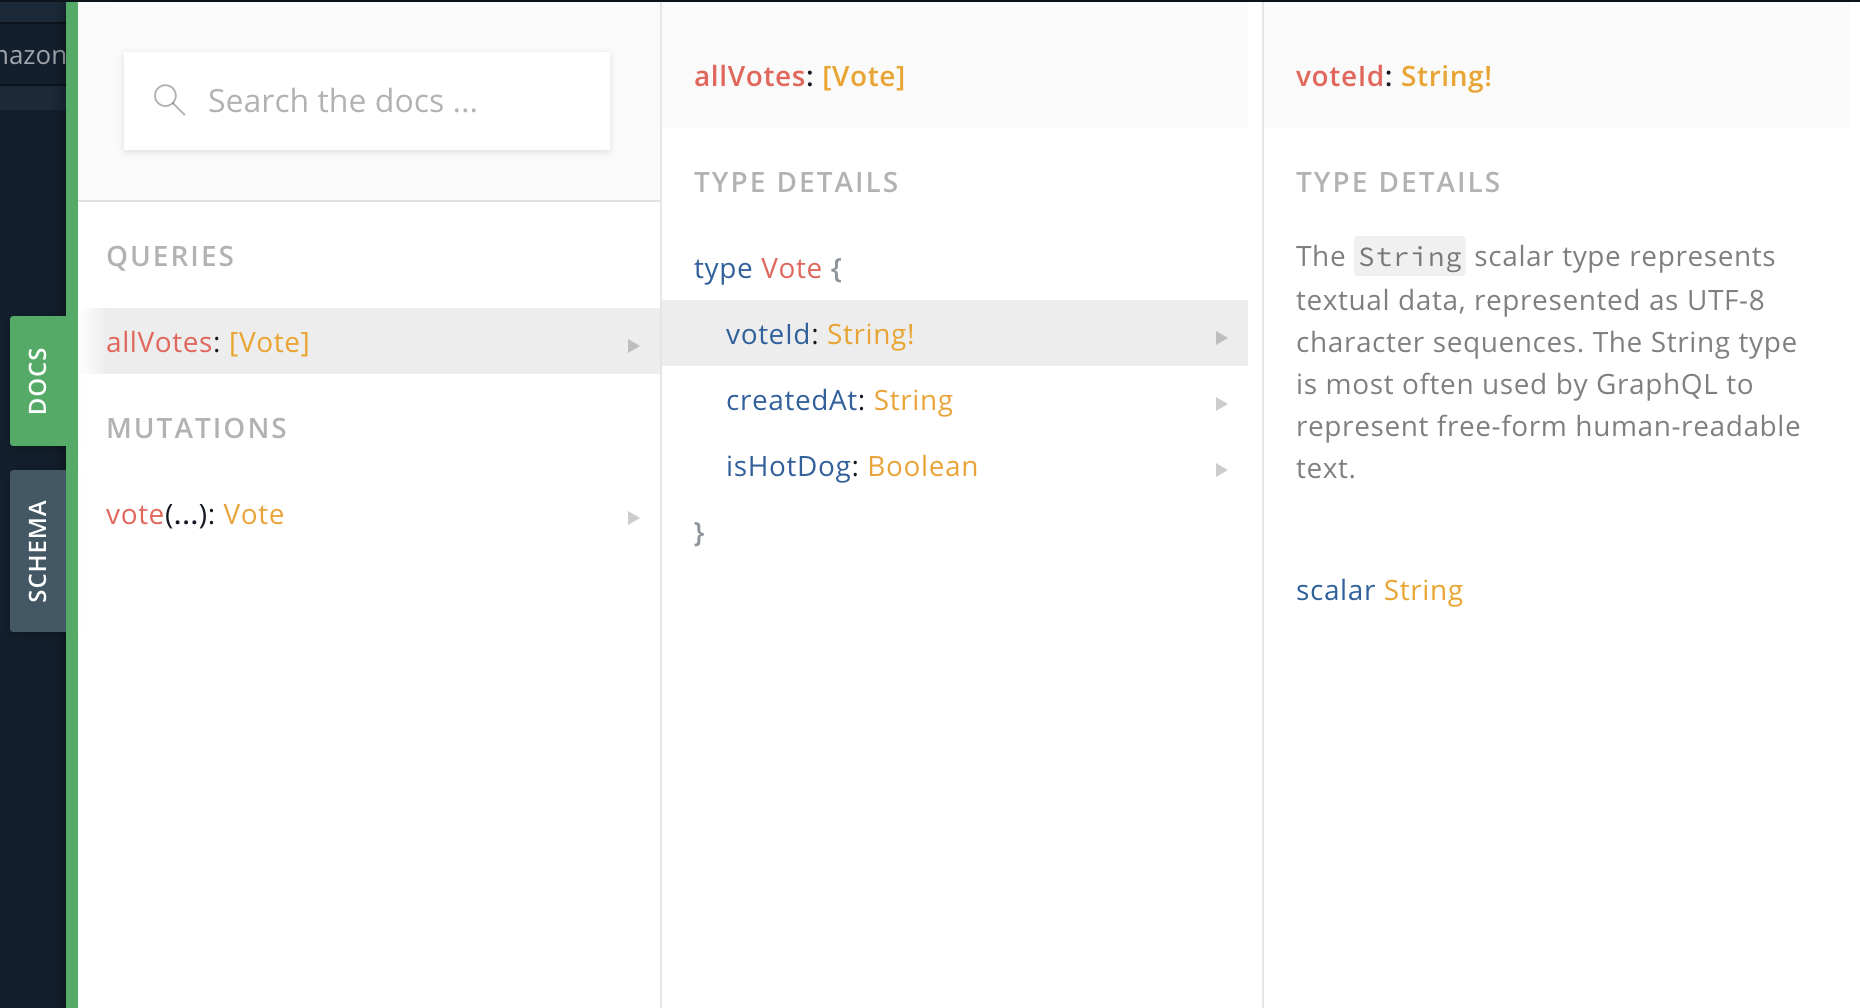 DOCS
SCHEMA
Search the docs ...
QUERIES
allVotes: [Vote]
MUTATIONS
vote(...): Vote
allVotes: [Vote]
TYPE DETAILS
type Vote {
voteId: String!
createdAt: String
isHotDog: Boolean
}
voteId: String!
TYPE DETAILS
The String scalar type represents
textual data, represented as UTF-8
character sequences. The String type
is most often used by GraphQL to
represent free-form human-readable
text.
scalar String